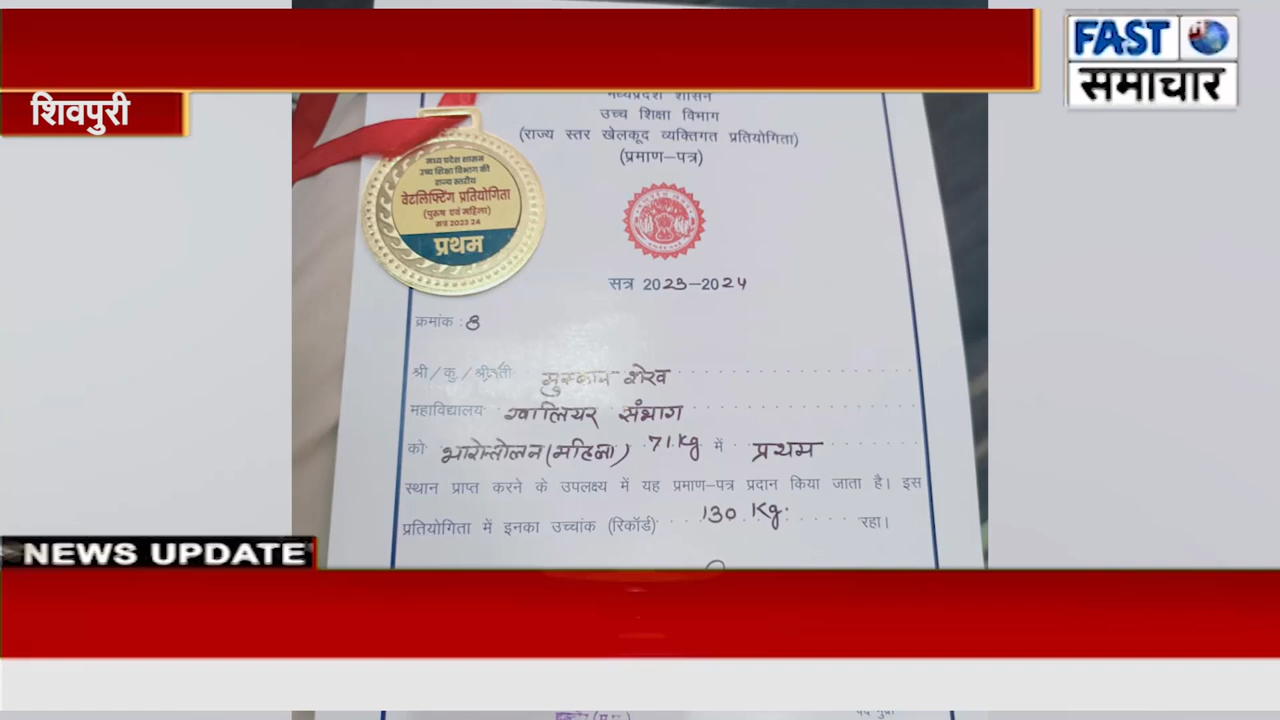 FAST
समाचार
शिवपुरी
मध्यप्रदेश शासन
उच्च शिक्षा विभाग
(राज्य स्तर खेलकूद व्यक्तिगत प्रतियोगिता)
(प्रमाण–पत्र)
मध्य प्रदेश शासन
उच्च शिक्षा विभाग की
राज्य स्तरीय
वेटलिफ्टिंग प्रतियोगिता
(पुरुष एवं महिला)
सत्र 2023 24
प्रथम
सत्र 2023–2024
क्रमांक : 8
श्री / कु. / श्रीमती मुस्कान शेख
महाविद्यालय ग्वालियर संभाग
को भारोत्तोलन (महिला) 71 Kg में प्रथम
स्थान प्राप्त करने के उपलक्ष्य में यह प्रमाण–पत्र प्रदान किया जाता है। इस
प्रतियोगिता में इनका उच्चांक (रिकॉर्ड) 130 Kg. रहा।
NEWS UPDATE